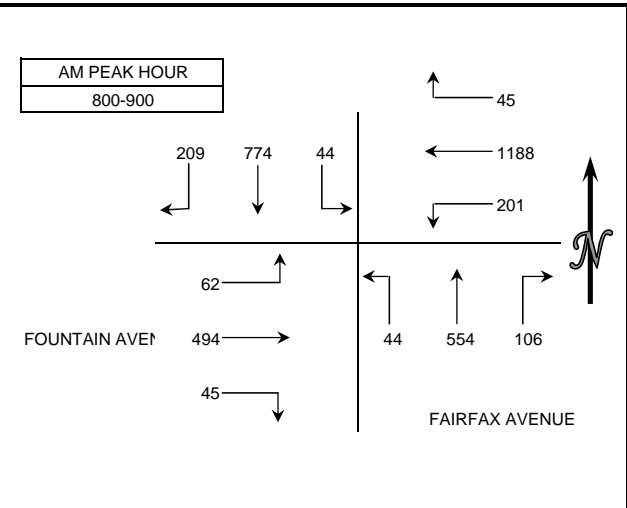 AM PEAK HOUR
800-900
45
209 774 44
1188
201
N
62
FOUNTAIN AVEN
494
44 554 106
45
FAIRFAX AVENUE